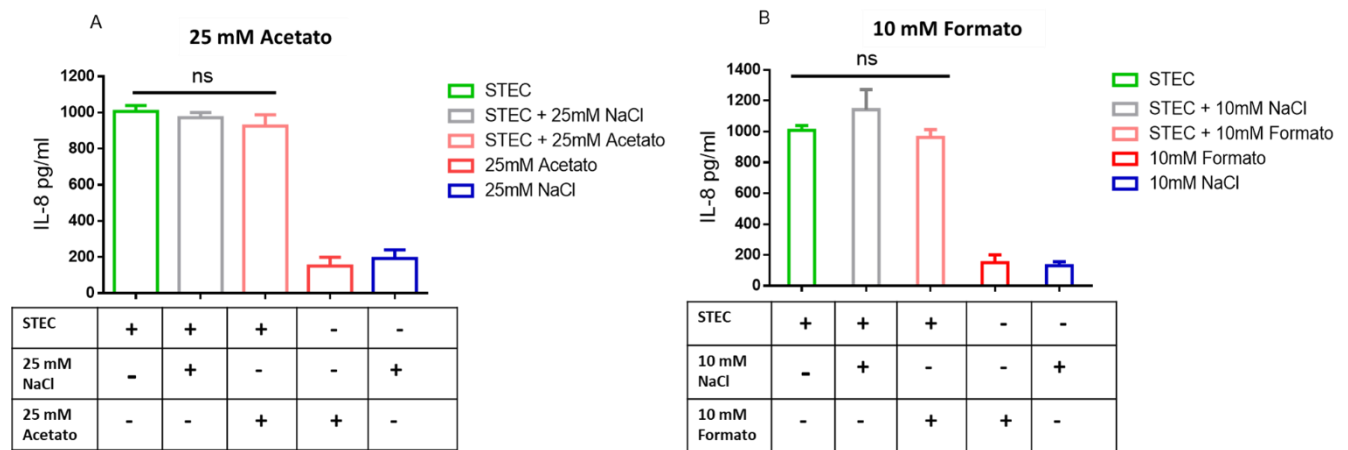 A
25 mM Acetato
ns
1200
1000
800
600
400
200
0
IL-8 pg/ml
STEC
STEC + 25mM NaCl
STEC + 25mM Acetato
25mM Acetato
25mM NaCl
STEC + + + - -
25 mM NaCl - + - - +
25 mM Acetato - - + + -
B
10 mM Formato
ns
1400
1200
1000
800
600
400
200
0
IL-8 pg/ml
STEC
STEC + 10mM NaCl
STEC + 10mM Formato
10mM Formato
10mM NaCl
STEC + + + - -
10 mM NaCl - + - - +
10 mM Formato - - + + -